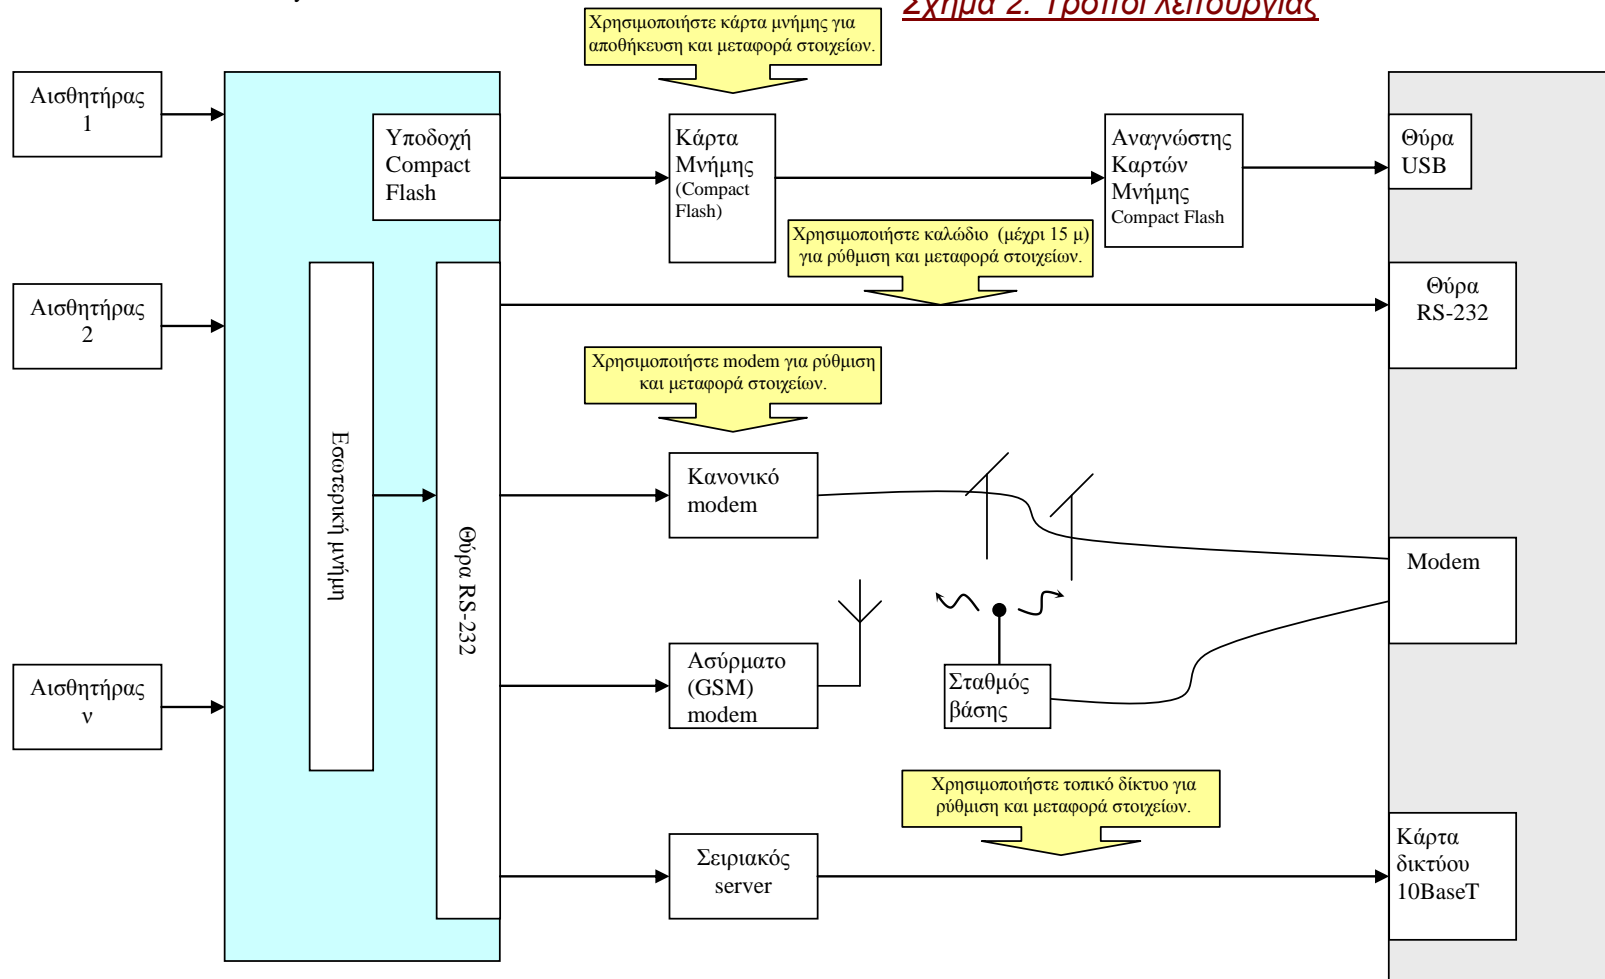 Σχήμα 2. Τρόποι λειτουργίας
Χρησιμοποιήστε κάρτα μνήμης για
αποθήκευση και μεταφορά στοιχείων.
Αισθητήρας
1
Υποδοχή
Compact
Flash
Κάρτα
Μνήμης
(Compact
Flash)
Αναγνώστης
Καρτών
Μνήμης
Compact Flash
Θύρα
USB
Χρησιμοποιήστε καλώδιο (μέχρι 15 μ)
για ρύθμιση και μεταφορά στοιχείων.
Αισθητήρας
2
Θύρα
RS-232
Χρησιμοποιήστε modem για ρύθμιση
και μεταφορά στοιχείων.
Εσωτερική μνήμη
Θύρα RS-232
Κανονικό
modem
Modem
Αισθητήρας
ν
Ασύρματο
(GSM)
modem
Σταθμός
βάσης
Χρησιμοποιήστε τοπικό δίκτυο για
ρύθμιση και μεταφορά στοιχείων.
Σειριακός
server
Κάρτα
δικτύου
10BaseT